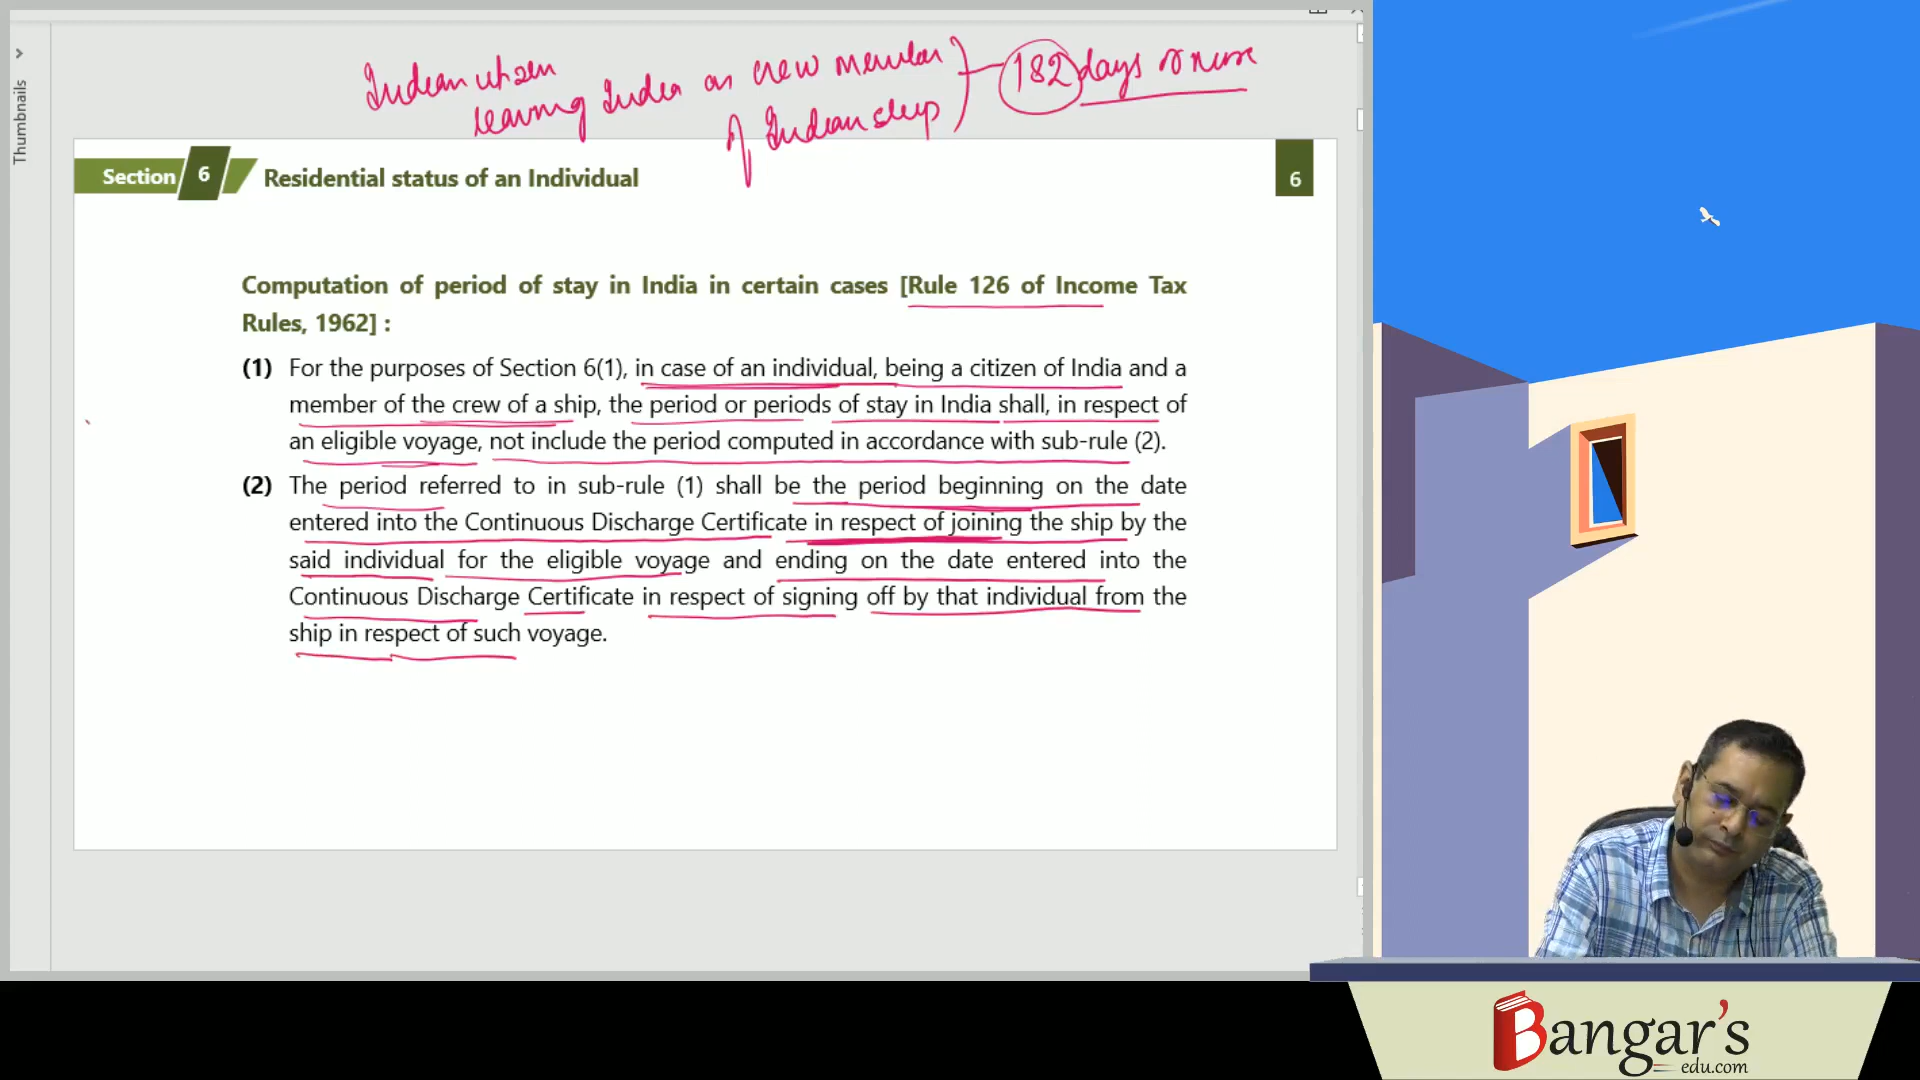 Thumbnails
Indian citizen
leaving India as crew member
of Indian ship
182 days or more
Section 6 Residential status of an Individual
6
Computation of period of stay in India in certain cases [Rule 126 of Income Tax
Rules, 1962] :
(1) For the purposes of Section 6(1), in case of an individual, being a citizen of India and a
member of the crew of a ship, the period or periods of stay in India shall, in respect of
an eligible voyage, not include the period computed in accordance with sub-rule (2).
(2) The period referred to in sub-rule (1) shall be the period beginning on the date
entered into the Continuous Discharge Certificate in respect of joining the ship by the
said individual for the eligible voyage and ending on the date entered into the
Continuous Discharge Certificate in respect of signing off by that individual from the
ship in respect of such voyage.
Bangar's
edu.com